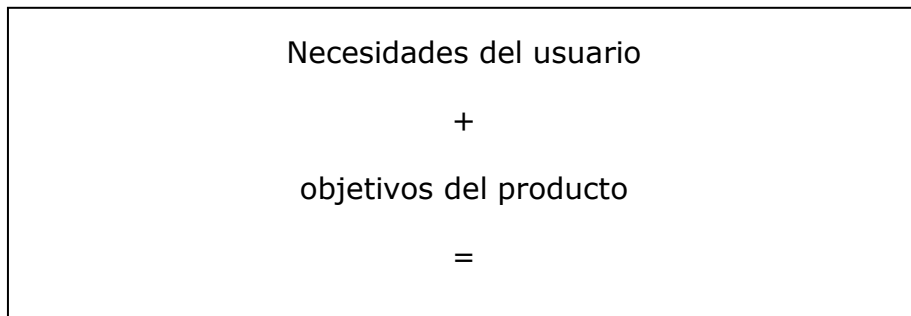 Necesidades del usuario
+
objetivos del producto
=